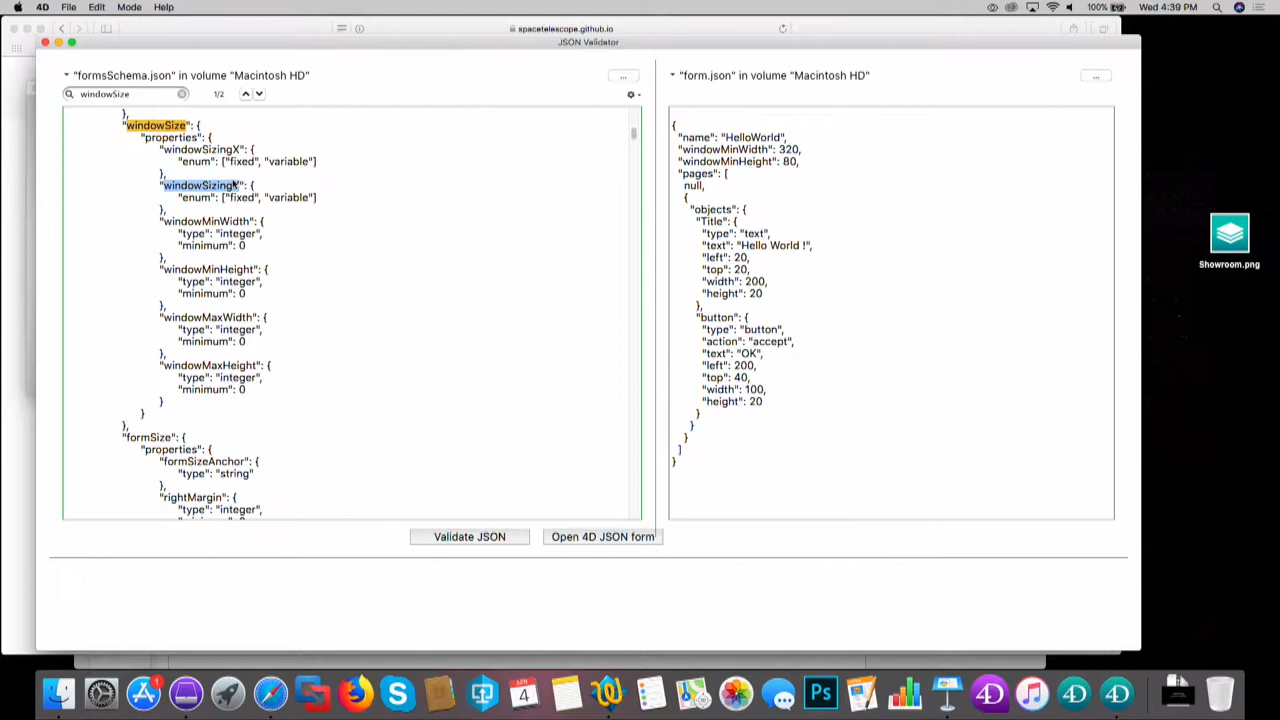 4D File Edit Mode Help 100% Wed 4:39 PM
spacetelescope.github.io
JSON Validator
"formsSchema.json" in volume "Macintosh HD" ...
windowSize 1/2
},
"windowSize": {
"properties": {
"windowSizingX": {
"enum": ["fixed", "variable"]
},
"windowSizingY": {
"enum": ["fixed", "variable"]
},
"windowMinWidth": {
"type": "integer",
"minimum": 0
},
"windowMinHeight": {
"type": "integer",
"minimum": 0
},
"windowMaxWidth": {
"type": "integer",
"minimum": 0
},
"windowMaxHeight": {
"type": "integer",
"minimum": 0
}
}
},
"formSize": {
"properties": {
"formSizeAnchor": {
"type": "string"
},
"rightMargin": {
"type": "integer",
"form.json" in volume "Macintosh HD" ...
{
"name": "HelloWorld",
"windowMinWidth": 320,
"windowMinHeight": 80,
"pages": [
null,
{
"objects": {
"Title": {
"type": "text",
"text": "Hello World !",
"left": 20,
"top": 20,
"width": 200,
"height": 20
},
"button": {
"type": "button",
"action": "accept",
"text": "OK",
"left": 200,
"top": 40,
"width": 100,
"height": 20
}
}
}
]
}
Validate JSON Open 4D JSON form
Showroom.png
1
APR
4
Ps
4D
4D
4D